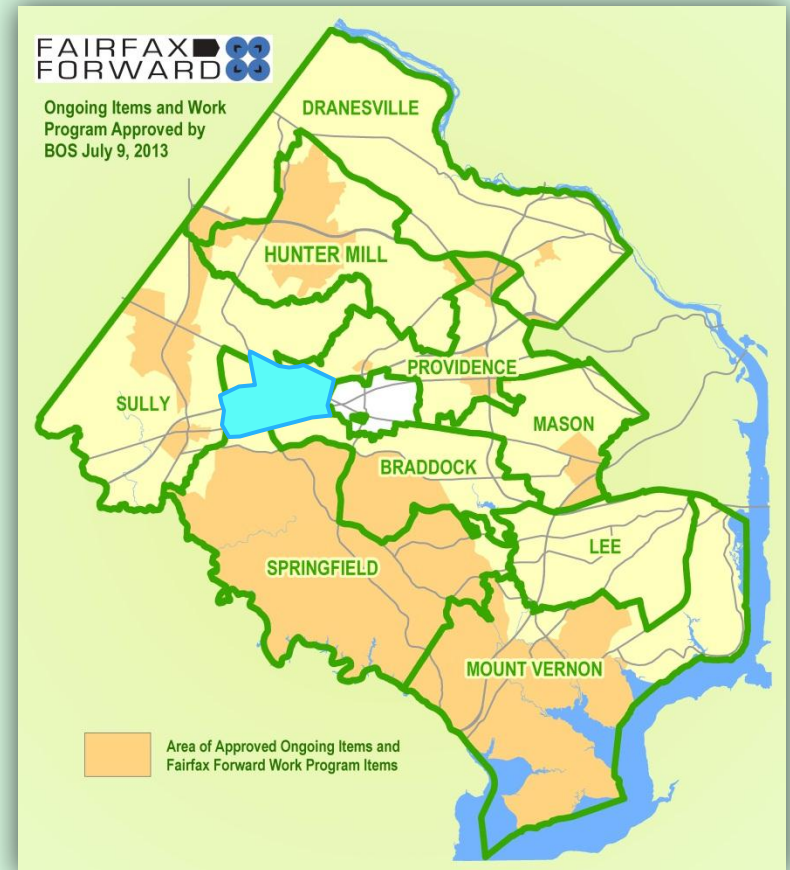 FAIRFAX
FORWARD
Ongoing Items and Work
Program Approved by
BOS July 9, 2013
DRANESVILLE
HUNTER MILL
PROVIDENCE
SULLY
MASON
BRADDOCK
LEE
SPRINGFIELD
MOUNT VERNON
Area of Approved Ongoing Items and
Fairfax Forward Work Program Items